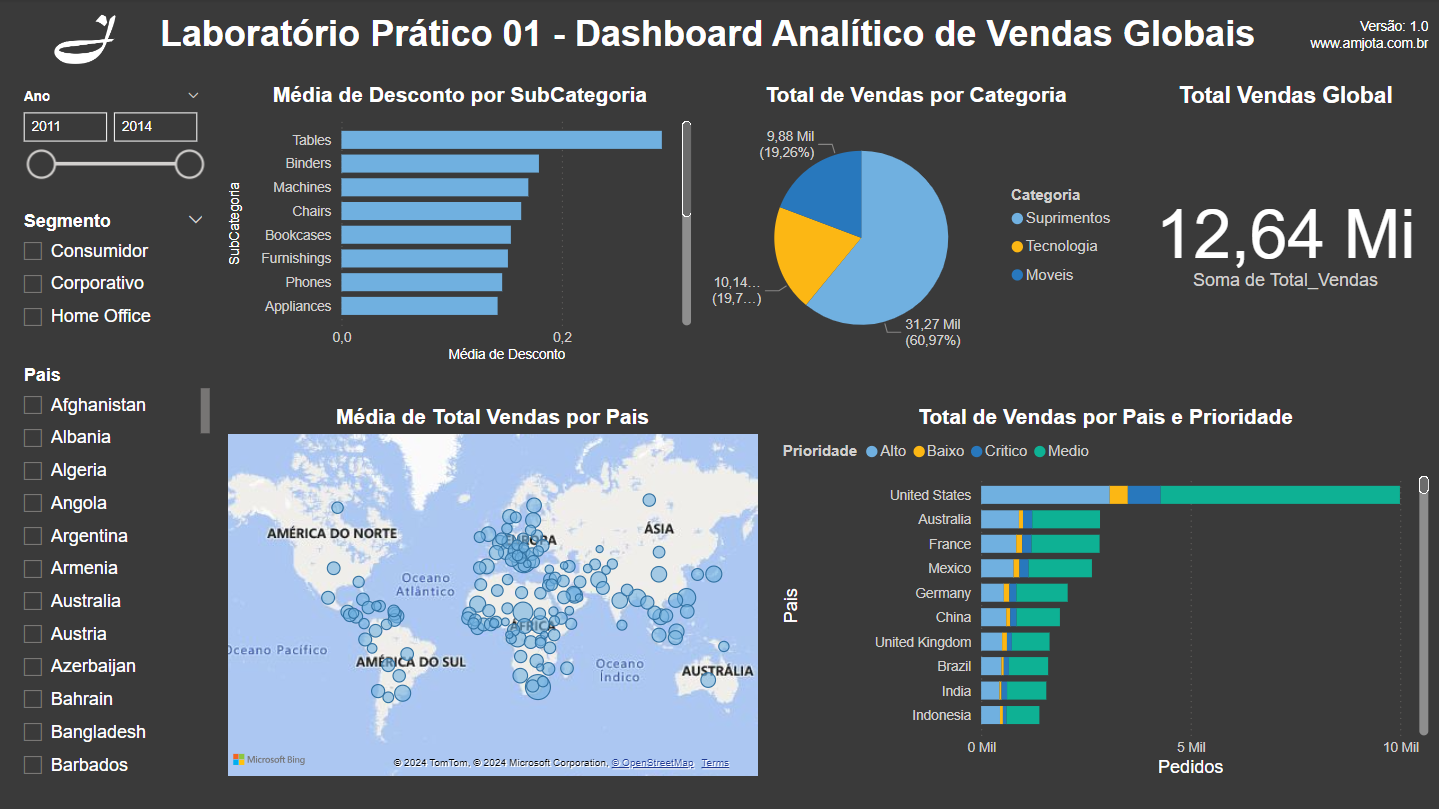 Laboratório Prático 01 - Dashboard Analítico de Vendas Globais
Versão: 1.0
www.amjota.com.br
Ano
2011
2014
Segmento
Consumidor
Corporativo
Home Office
Pais
Afghanistan
Albania
Algeria
Angola
Argentina
Armenia
Australia
Austria
Azerbaijan
Bahrain
Bangladesh
Barbados
Média de Desconto por SubCategoria
SubCategoria
Tables
Binders
Machines
Chairs
Bookcases
Furnishings
Phones
Appliances
0,0
0,2
Média de Desconto
Total de Vendas por Categoria
9,88 Mil
(19,26%)
10,14...
(19,7...)
31,27 Mil
(60,97%)
Categoria
Suprimentos
Tecnologia
Moveis
Total Vendas Global
12,64 Mi
Soma de Total_Vendas
Média de Total Vendas por Pais
AMÉRICA DO NORTE
EUROPA
ÁSIA
Oceano
Atlântico
ÁFRICA
Oceano Pacífico
AMÉRICA DO SUL
Oceano
Índico
AUSTRÁLIA
Microsoft Bing
© 2024 TomTom, © 2024 Microsoft Corporation, © OpenStreetMap Terms
Total de Vendas por Pais e Prioridade
Prioridade Alto Baixo Critico Medio
Pais
United States
Australia
France
Mexico
Germany
China
United Kingdom
Brazil
India
Indonesia
0 Mil
5 Mil
10 Mil
Pedidos